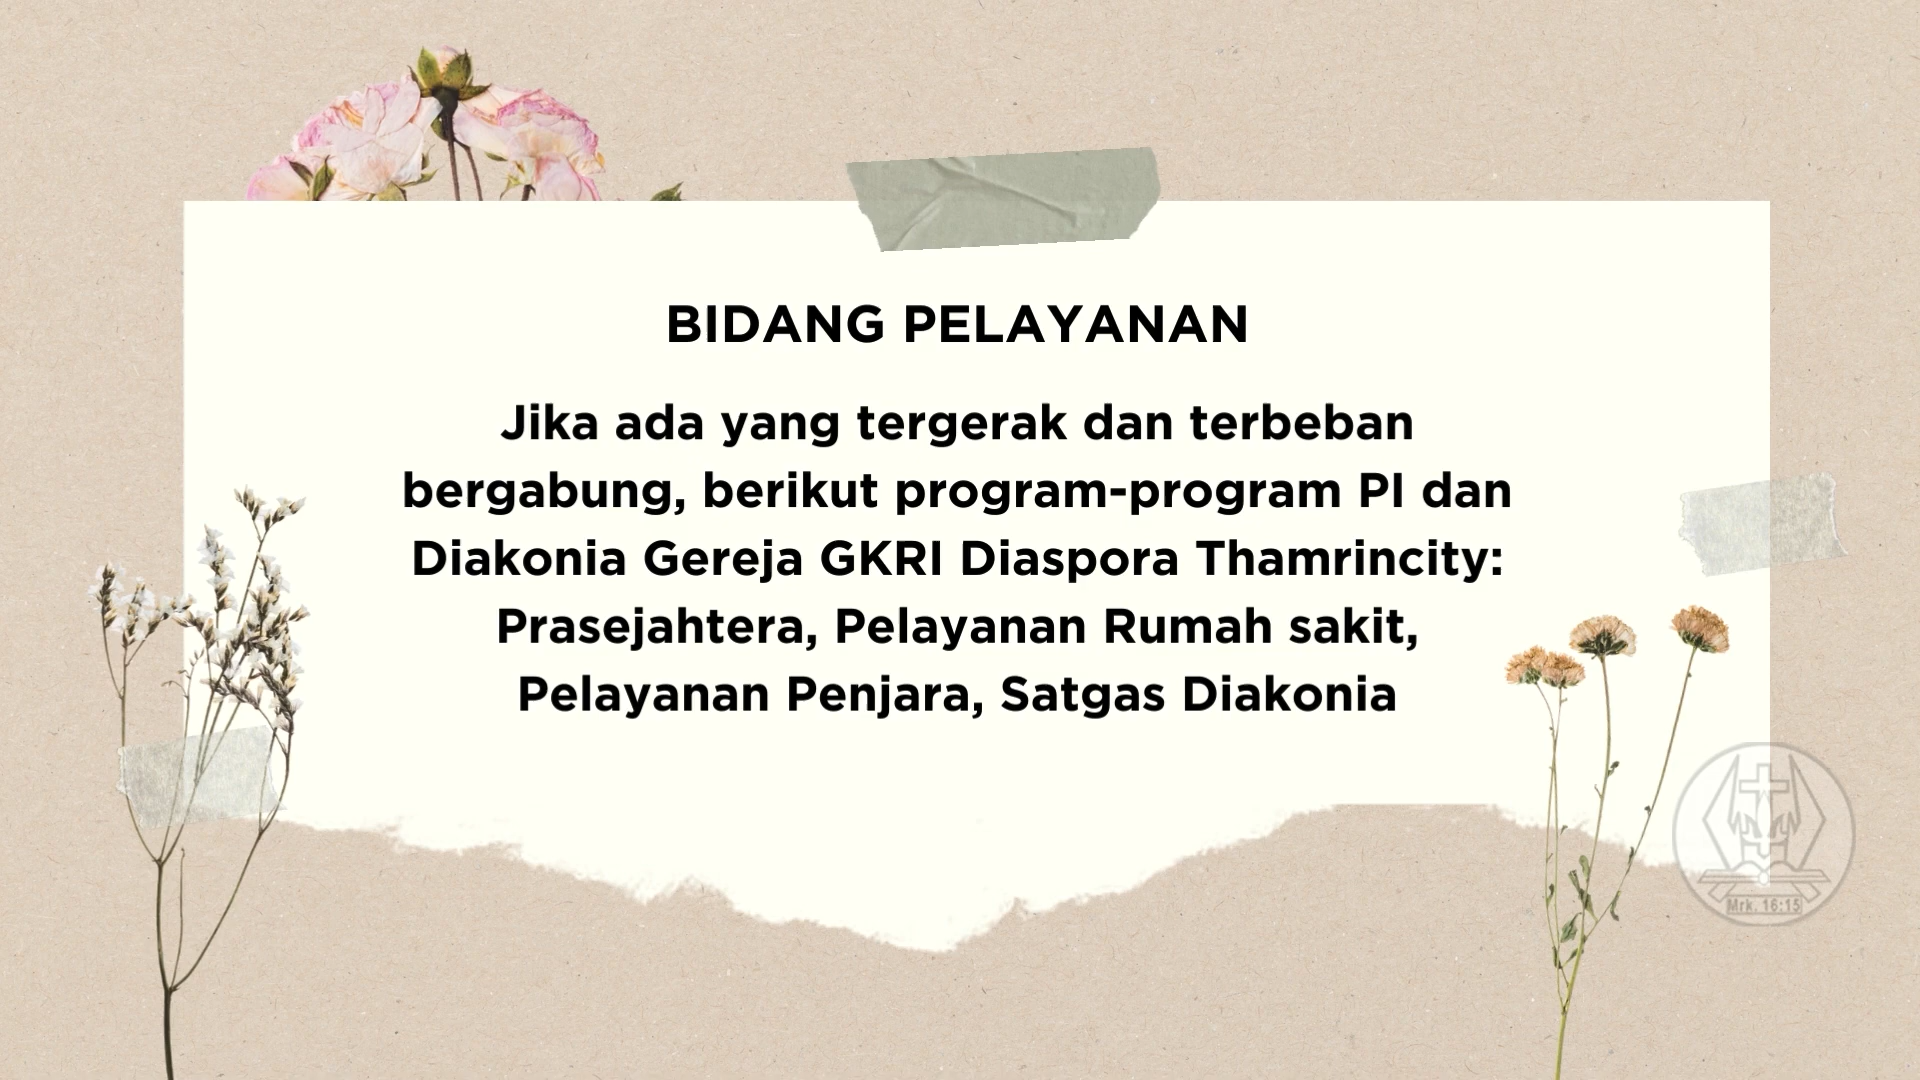 BIDANG PELAYANAN
Jika ada yang tergerak dan terbeban
bergabung, berikut program-program PI dan
Diakonia Gereja GKRI Diaspora Thamrincity:
Prasejahtera, Pelayanan Rumah sakit,
Pelayanan Penjara, Satgas Diakonia
Mrk. 16:15